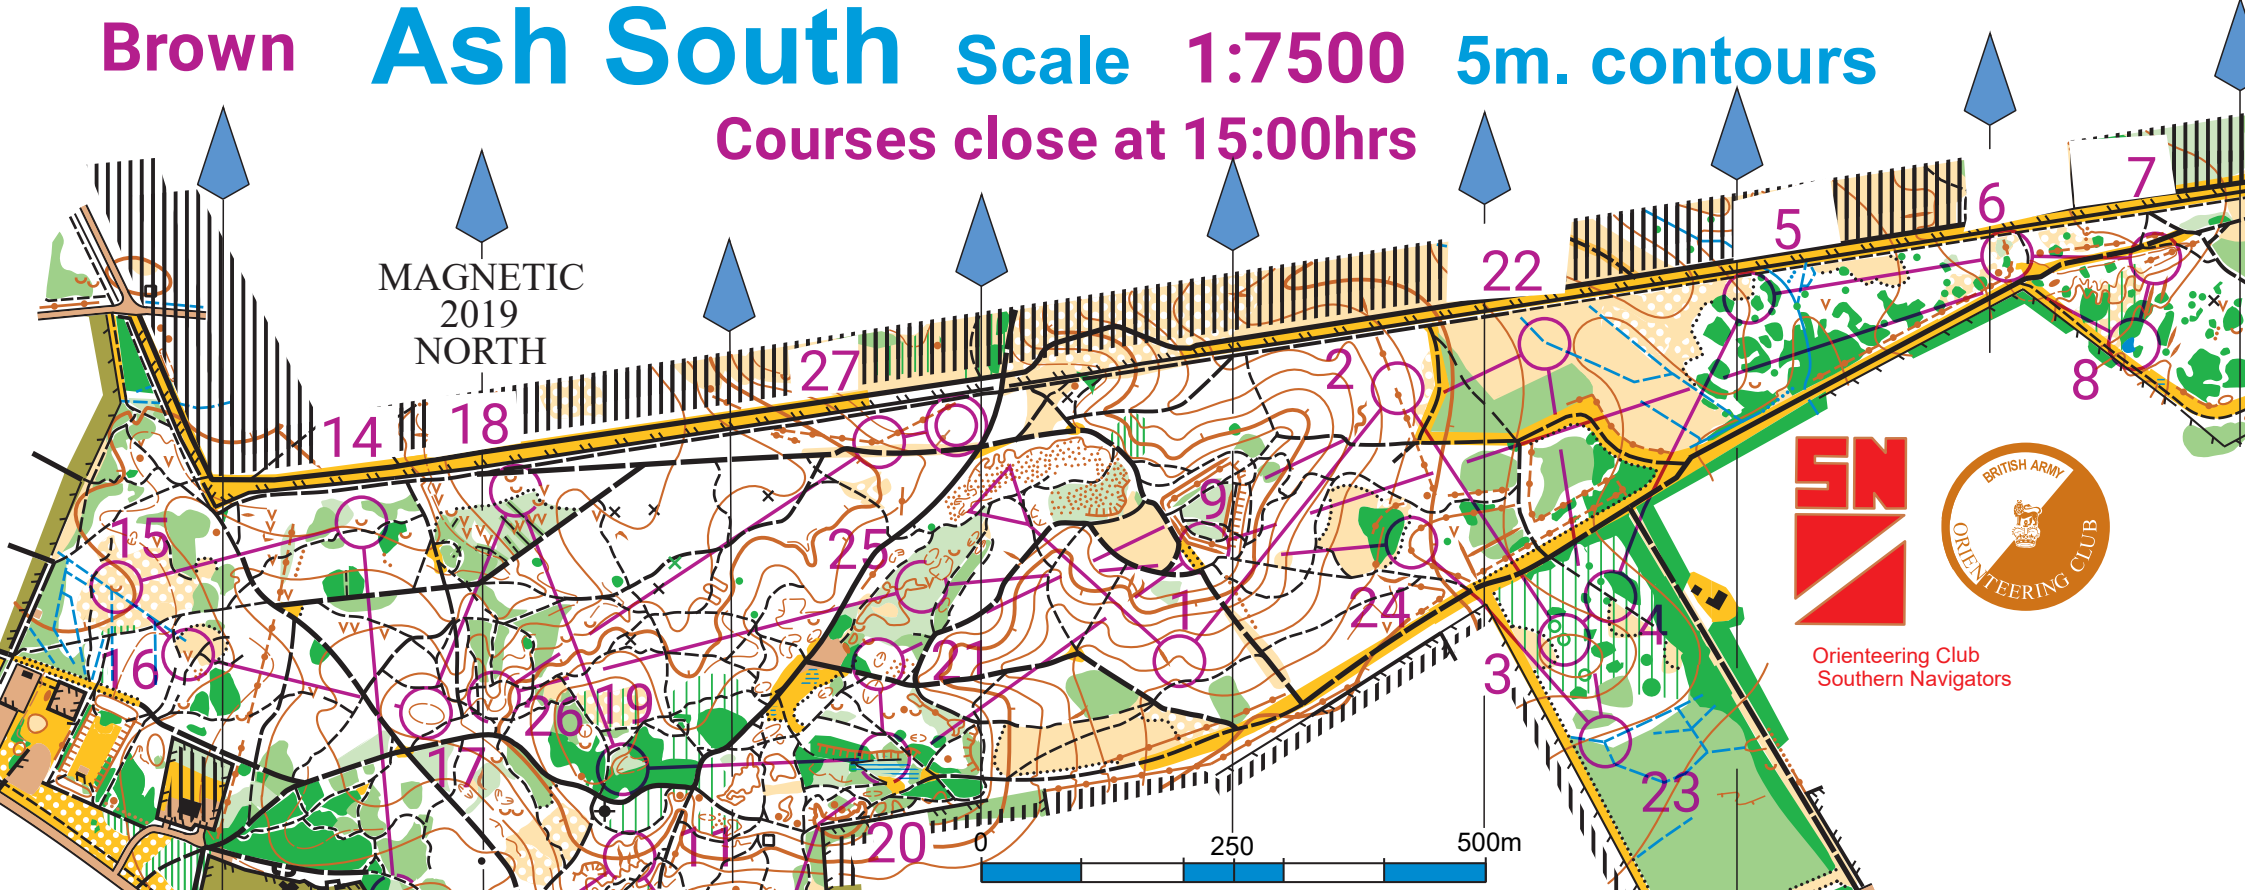 Brown Ash South Scale 1:7500 5m. contours
Courses close at 15:00hrs
MAGNETIC
2019
NORTH
7
6
5
22
27
2
8
14
18
9
15
25
24
1
4
16
21
3
26
19
17
23
11
20
SN
BRITISH ARMY
ORIENTEERING CLUB
Orienteering Club
Southern Navigators
0 250 500m